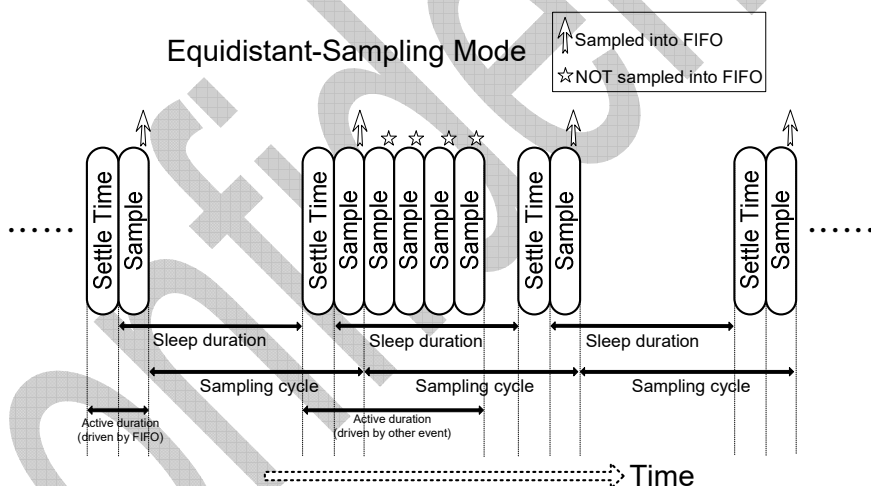 Equidistant-Sampling Mode
Sampled into FIFO
NOT sampled into FIFO
Settle Time
Sample
Settle Time
Sample
Sample
Sample
Sample
Sample
Settle Time
Sample
Settle Time
Sample
Sleep duration
Sleep duration
Sleep duration
Sampling cycle
Sampling cycle
Sampling cycle
Active duration
(driven by FIFO)
Active duration
(driven by other event)
Time